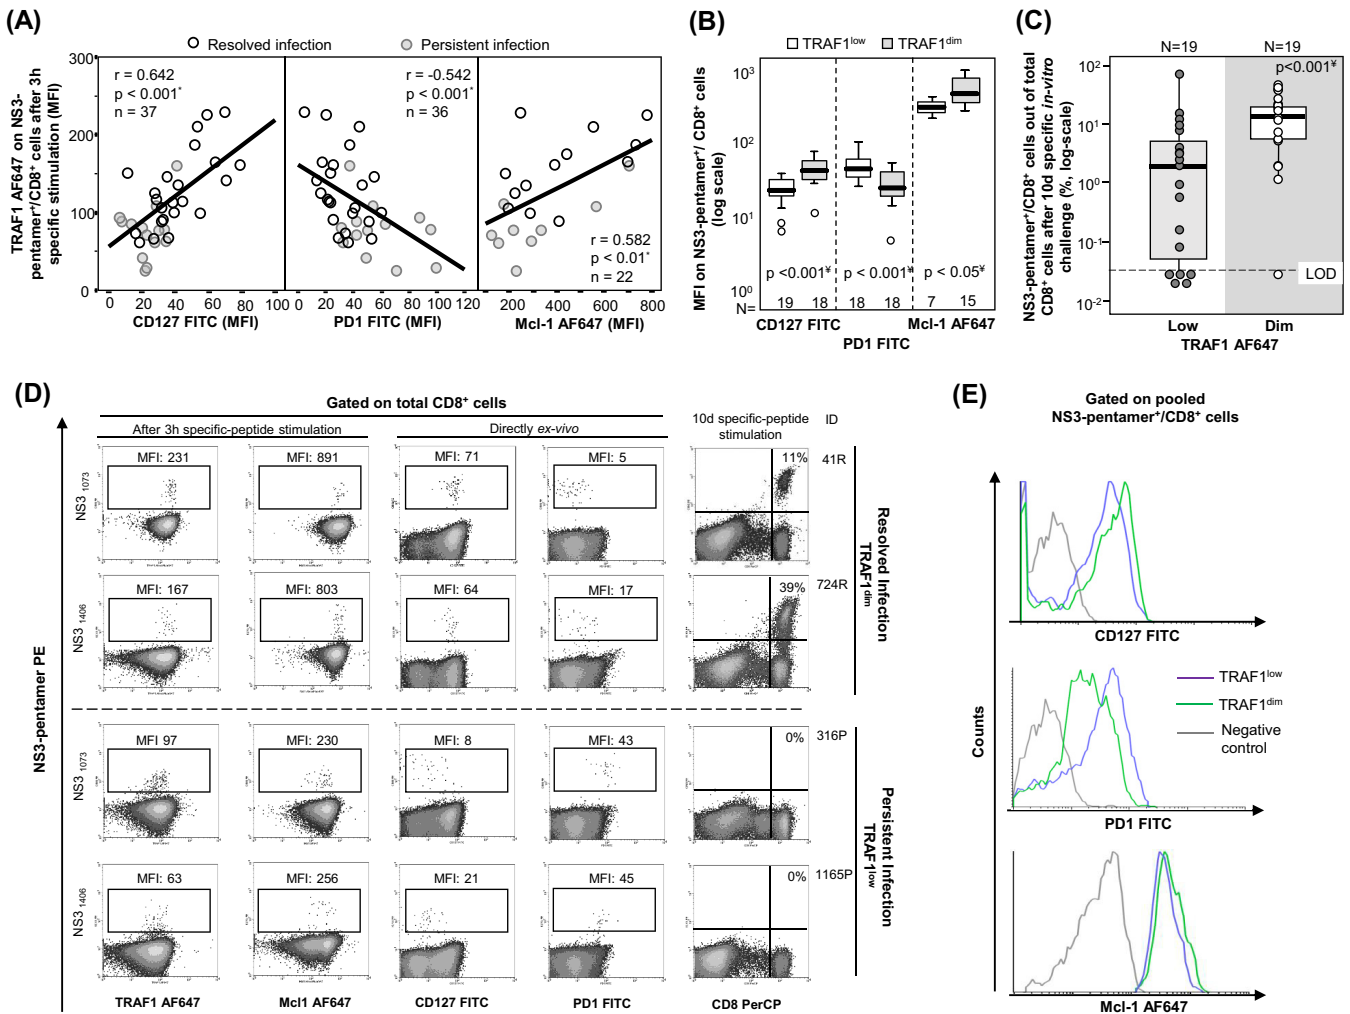 (A)
Resolved infection
Persistent infection
TRAF1 AF647 on NS3-
pentamer⁺/CD8⁺ cells after 3h
specific stimulation (MFI)
300
200
100
0
r = 0.642
p < 0.001*
n = 37
r = -0.542
p < 0.001*
n = 36
r = 0.582
p < 0.01*
n = 22
0 20 40 60 80 100
0 20 40 60 80 100 120
200 400 600 800
CD127 FITC (MFI)
PD1 FITC (MFI)
Mcl-1 AF647 (MFI)
(B)
TRAF1ˡᵒʷ
TRAF1ᵈⁱᵐ
MFI on NS3-pentamer⁺/ CD8⁺ cells
(log scale)
10³
10²
10¹
10⁰
p <0.001¥
p < 0.001¥
p < 0.05¥
N= 19 18 18 18 7 15
CD127 FITC
PD1 FITC
Mcl-1 AF647
(C)
N=19
N=19
p<0.001¥
NS3-pentamer⁺/CD8⁺ cells out of total
CD8⁺ cells after 10d specific in-vitro
challenge (%, log-scale)
10²
10¹
10⁰
10⁻¹
10⁻²
LOD
Low
Dim
TRAF1 AF647
(D)
Gated on total CD8⁺ cells
After 3h specific-peptide stimulation
Directly ex-vivo
10d specific-peptide
stimulation
ID
NS3-pentamer PE
NS3 1073
MFI: 231
MFI: 891
MFI: 71
MFI: 5
11%
41R
NS3 1406
MFI: 167
MFI: 803
MFI: 64
MFI: 17
39%
724R
Resolved Infection
TRAF1ᵈⁱᵐ
NS3 1073
MFI 97
MFI: 230
MFI: 8
MFI: 43
0%
316P
NS3 1406
MFI: 63
MFI: 256
MFI: 21
MFI: 45
0%
1165P
Persistent Infection
TRAF1ˡᵒʷ
TRAF1 AF647
Mcl1 AF647
CD127 FITC
PD1 FITC
CD8 PerCP
(E)
Gated on pooled
NS3-pentamer⁺/CD8⁺ cells
Counts
CD127 FITC
TRAF1ˡᵒʷ
TRAF1ᵈⁱᵐ
Negative
control
PD1 FITC
Mcl-1 AF647